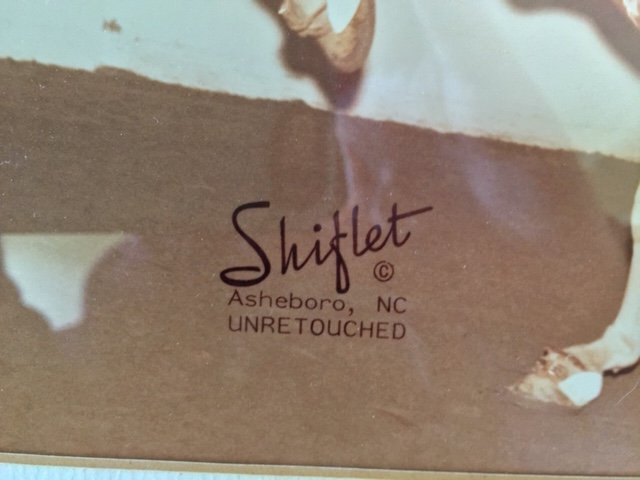 Shiflet
©
Asheboro, NC
UNRETOUCHED